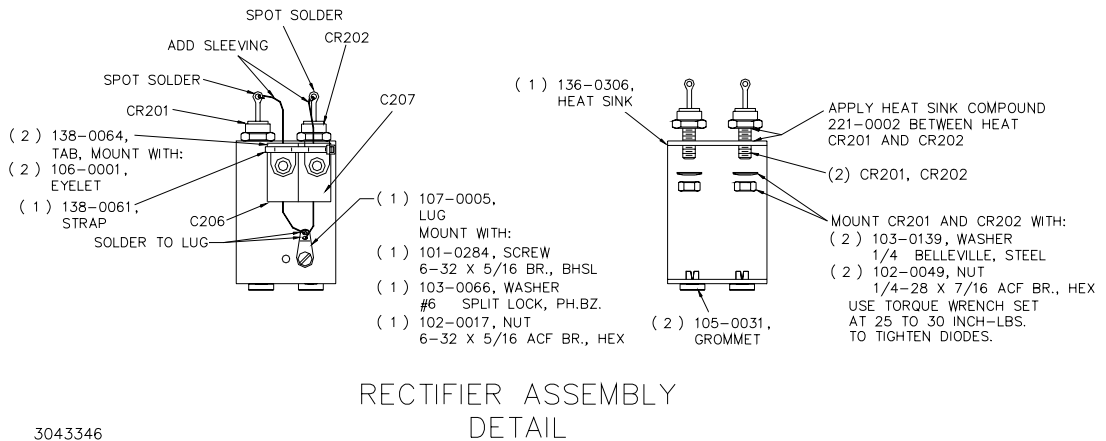 SPOT SOLDER
CR202
ADD SLEEVING
SPOT SOLDER
CR201
C207
(2) 138-0064,
TAB, MOUNT WITH:
(2) 106-0001,
EYELET
(1) 138-0061,
STRAP
C206
SOLDER TO LUG
(1) 107-0005,
LUG
MOUNT WITH:
(1) 101-0284, SCREW
6-32 X 5/16 BR., BHSL
(1) 103-0066, WASHER
#6 SPLIT LOCK, PH.BZ.
(1) 102-0017, NUT
6-32 X 5/16 ACF BR., HEX
(1) 136-0306,
HEAT SINK
APPLY HEAT SINK COMPOUND
221-0002 BETWEEN HEAT
CR201 AND CR202
(2) CR201, CR202
MOUNT CR201 AND CR202 WITH:
(2) 103-0139, WASHER
1/4 BELLEVILLE, STEEL
(2) 102-0049, NUT
1/4-28 X 7/16 ACF BR., HEX
USE TORQUE WRENCH SET
AT 25 TO 30 INCH-LBS.
TO TIGHTEN DIODES.
(2) 105-0031,
GROMMET
RECTIFIER ASSEMBLY
DETAIL
3043346